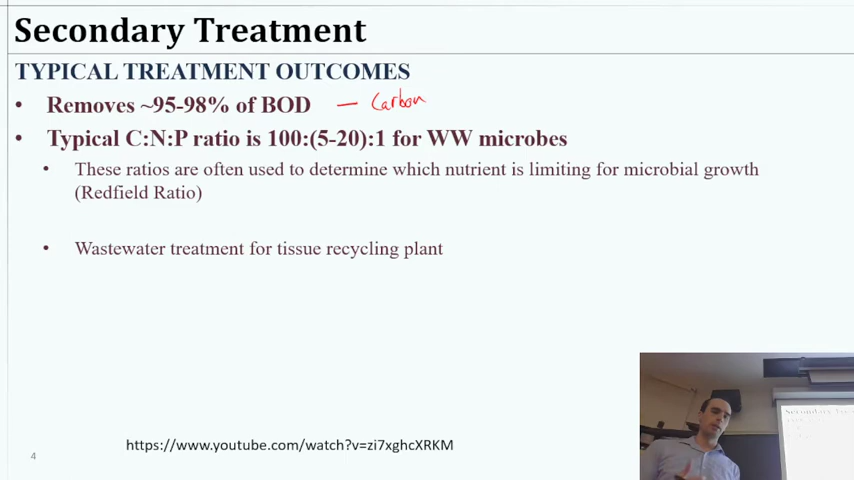 Secondary Treatment
TYPICAL TREATMENT OUTCOMES
• Removes ~95-98% of BOD — Carbon
• Typical C:N:P ratio is 100:(5-20):1 for WW microbes
• These ratios are often used to determine which nutrient is limiting for microbial growth
(Redfield Ratio)
• Wastewater treatment for tissue recycling plant
https://www.youtube.com/watch?v=zi7xghcXRKM
4